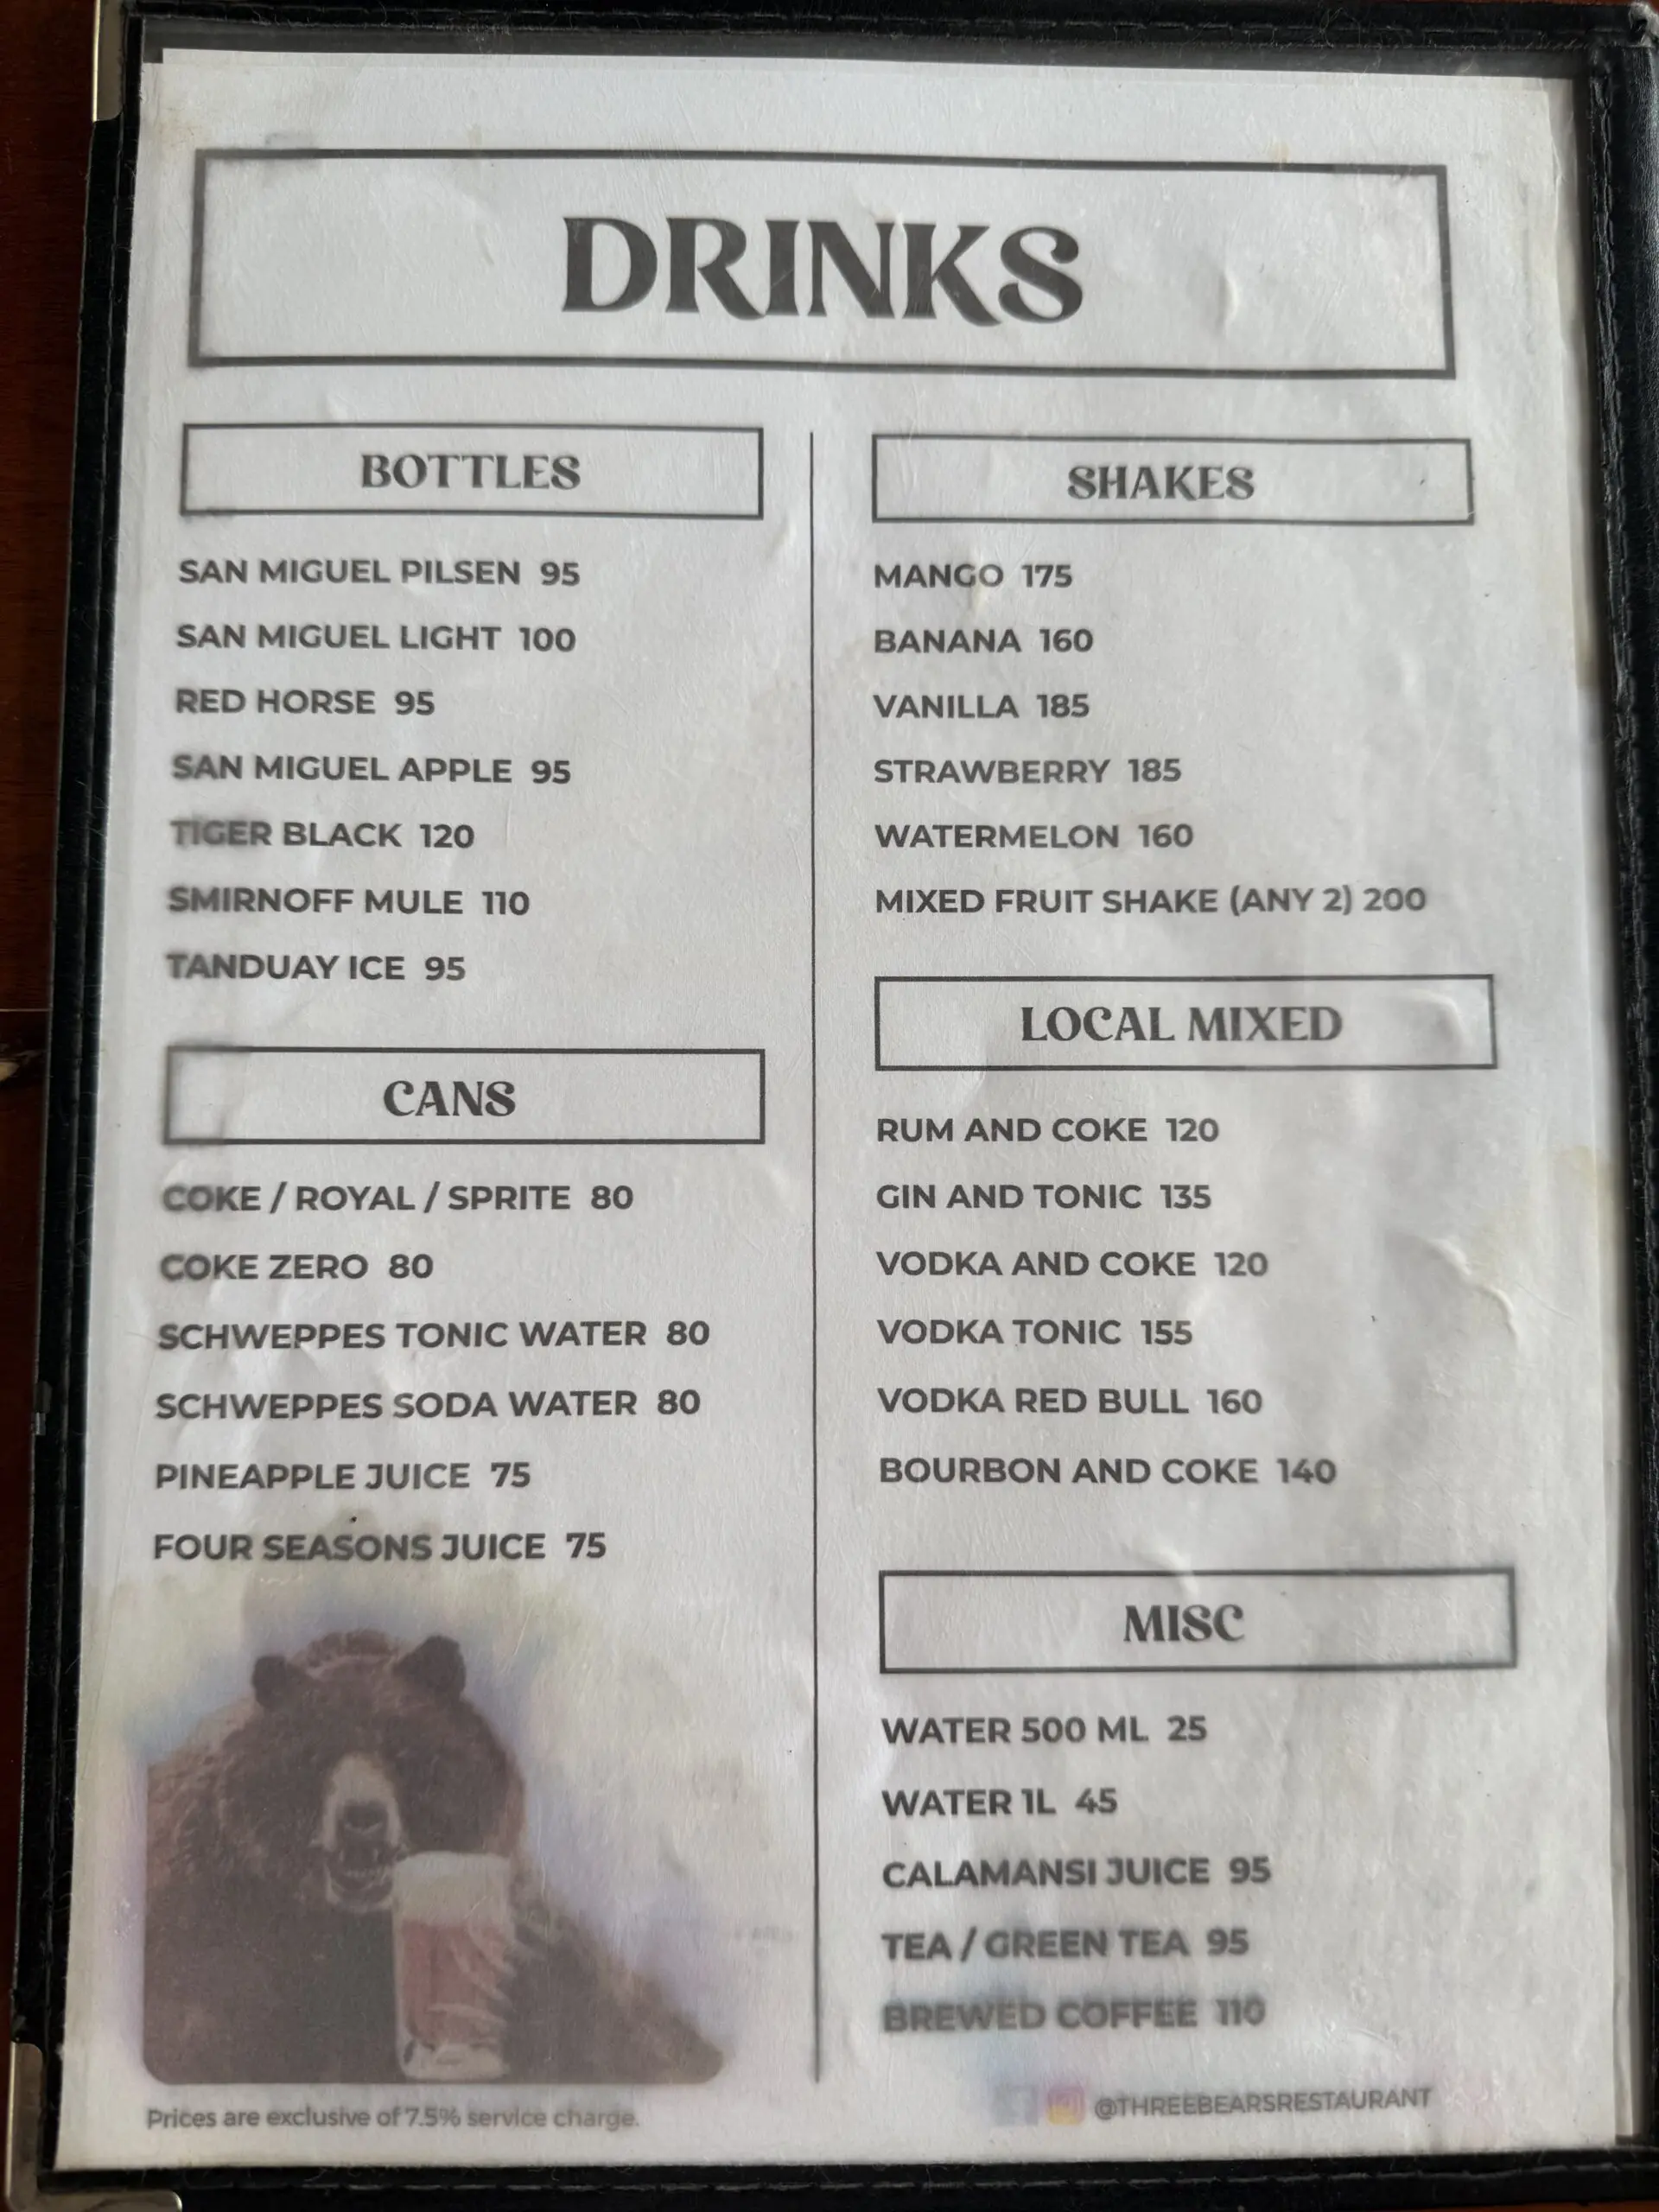 DRINKS
BOTTLES
SAN MIGUEL PILSEN 95
SAN MIGUEL LIGHT 100
RED HORSE 95
SAN MIGUEL APPLE 95
TIGER BLACK 120
SMIRNOFF MULE 110
TANDUAY ICE 95
CANS
COKE / ROYAL / SPRITE 80
COKE ZERO 80
SCHWEPPES TONIC WATER 80
SCHWEPPES SODA WATER 80
PINEAPPLE JUICE 75
FOUR SEASONS JUICE 75
Prices are exclusive of 7.5% service charge.
SHAKES
MANGO 175
BANANA 160
VANILLA 185
STRAWBERRY 185
WATERMELON 160
MIXED FRUIT SHAKE (ANY 2) 200
LOCAL MIXED
RUM AND COKE 120
GIN AND TONIC 135
VODKA AND COKE 120
VODKA TONIC 155
VODKA RED BULL 160
BOURBON AND COKE 140
MISC
WATER 500 ML 25
WATER 1L 45
CALAMANSI JUICE 95
TEA / GREEN TEA 95
BREWED COFFEE 110
@THREEBEARSRESTAURANT